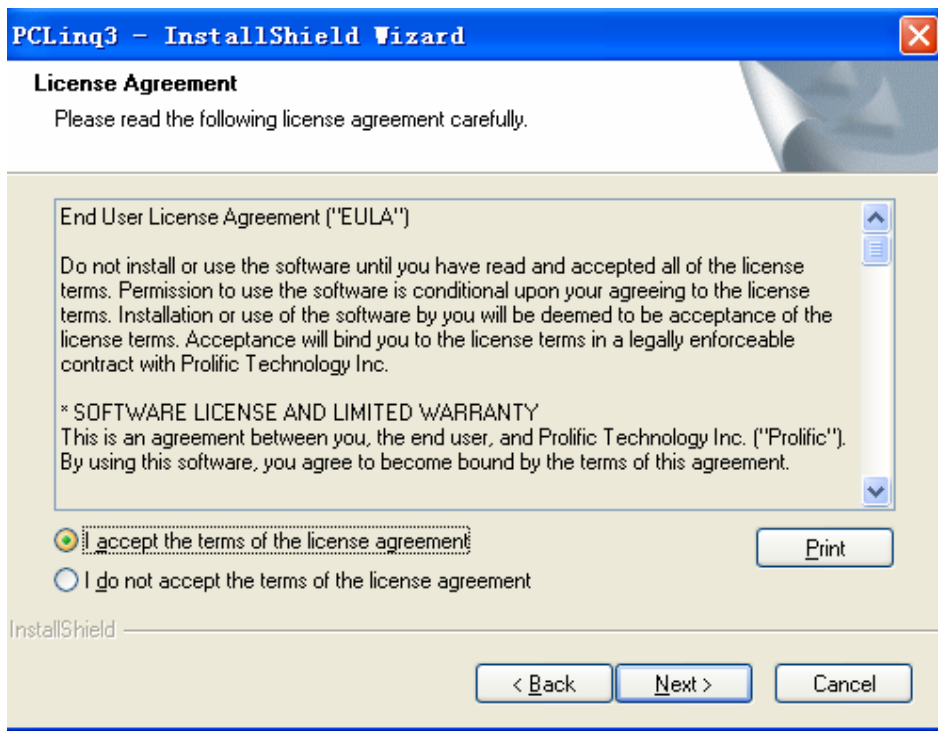 PCLinq3 - InstallShield Wizard
License Agreement
Please read the following license agreement carefully.
End User License Agreement ("EULA")
Do not install or use the software until you have read and accepted all of the license
terms. Permission to use the software is conditional upon your agreeing to the license
terms. Installation or use of the software by you will be deemed to be acceptance of the
license terms. Acceptance will bind you to the license terms in a legally enforceable
contract with Prolific Technology Inc.
* SOFTWARE LICENSE AND LIMITED WARRANTY
This is an agreement between you, the end user, and Prolific Technology Inc. ("Prolific").
By using this software, you agree to become bound by the terms of this agreement.
I accept the terms of the license agreement
Print
I do not accept the terms of the license agreement
InstallShield
< Back
Next >
Cancel